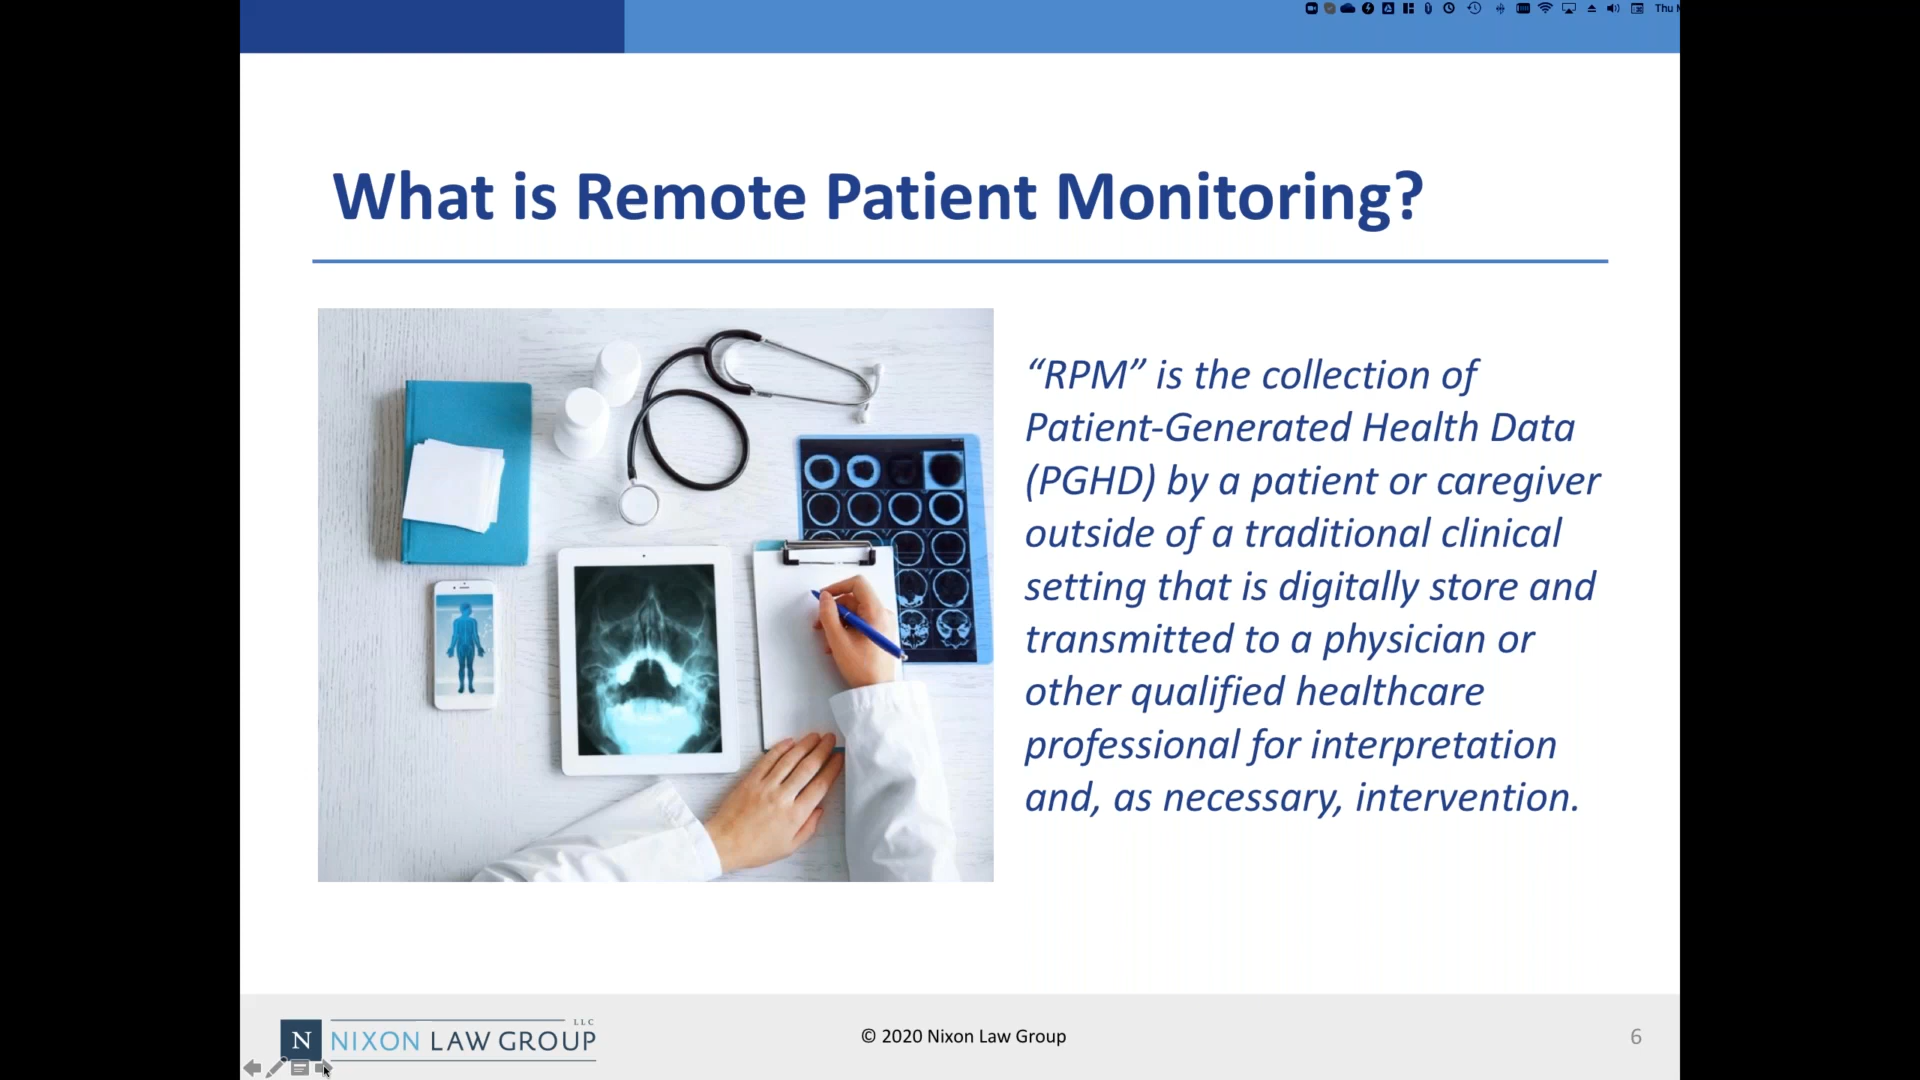 Thu
What is Remote Patient Monitoring?
“RPM” is the collection of
Patient-Generated Health Data
(PGHD) by a patient or caregiver
outside of a traditional clinical
setting that is digitally store and
transmitted to a physician or
other qualified healthcare
professional for interpretation
and, as necessary, intervention.
N
LLC
NIXON LAW GROUP
© 2020 Nixon Law Group
6